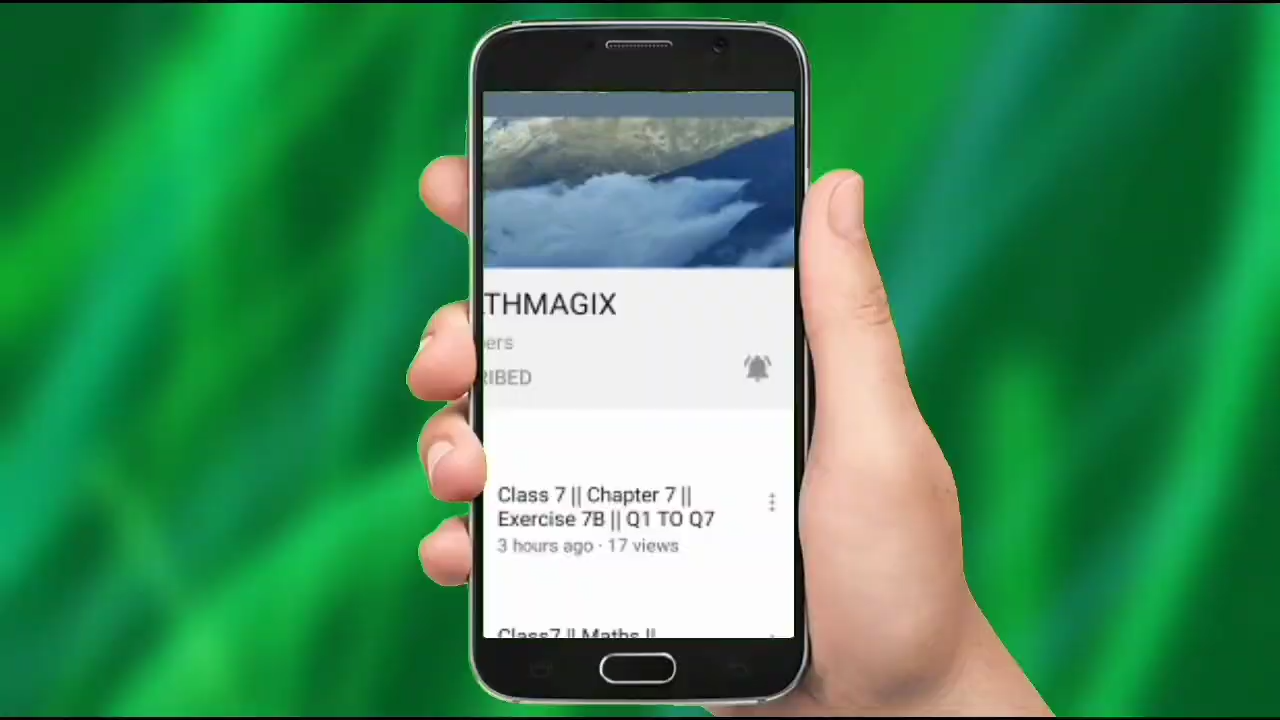 THMAGIX
ers
RIBED
Class 7 || Chapter 7 ||
Exercise 7B || Q1 TO Q7
3 hours ago · 17 views
Class7 || Maths ||